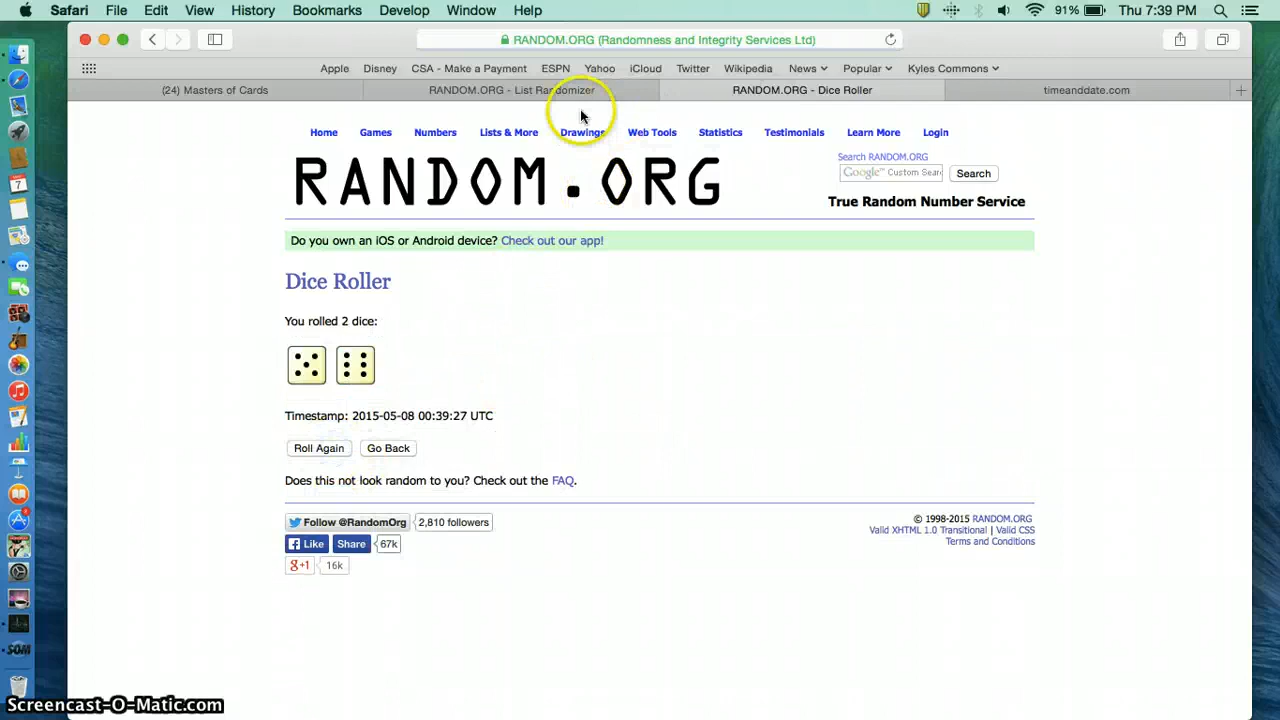 Safari File Edit View History Bookmarks Develop Window Help 91% Thu 7:39 PM
RANDOM.ORG (Randomness and Integrity Services Ltd)
Apple Disney CSA - Make a Payment ESPN Yahoo iCloud Twitter Wikipedia News Popular Kyles Commons
(24) Masters of Cards RANDOM.ORG - List Randomizer RANDOM.ORG - Dice Roller timeanddate.com
Home Games Numbers Lists & More Drawings Web Tools Statistics Testimonials Learn More Login
RANDOM.ORG
Search RANDOM.ORG
Google™ Custom Sear Search
True Random Number Service
Do you own an iOS or Android device? Check out our app!
Dice Roller
You rolled 2 dice:
Timestamp: 2015-05-08 00:39:27 UTC
Roll Again Go Back
Does this not look random to you? Check out the FAQ.
Follow @RandomOrg 2,810 followers
Like Share 67k
g+1 16k
© 1998-2015 RANDOM.ORG
Valid XHTML 1.0 Transitional | Valid CSS
Terms and Conditions
7
SOM
Screencast-O-Matic.com